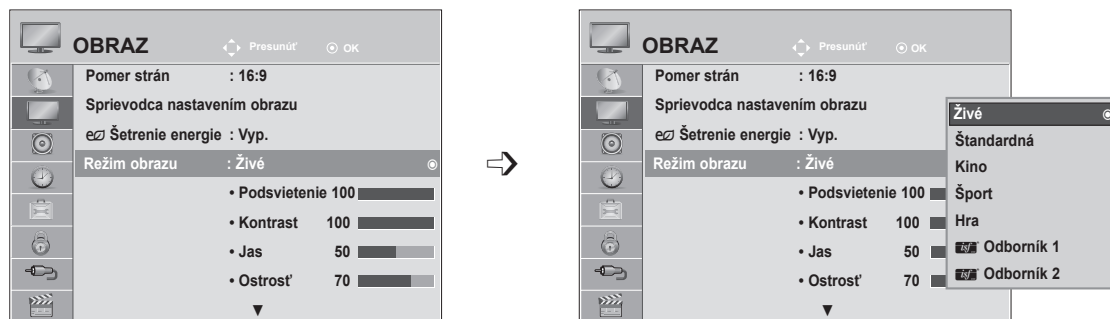 OBRAZ Presunúť OK
Pomer strán : 16:9
Sprievodca nastavením obrazu
Šetrenie energie : Vyp.
Režim obrazu : Živé
• Podsvietenie 100
• Kontrast 100
• Jas 50
• Ostrosť 70
▼
OBRAZ Presunúť OK
Pomer strán : 16:9
Sprievodca nastavením obrazu
Šetrenie energie : Vyp.
Režim obrazu : Živé
• Podsvietenie 100
• Kontrast 100
• Jas 50
• Ostrosť 70
▼
Živé
Štandardná
Kino
Šport
Hra
isf Odborník 1
isf Odborník 2